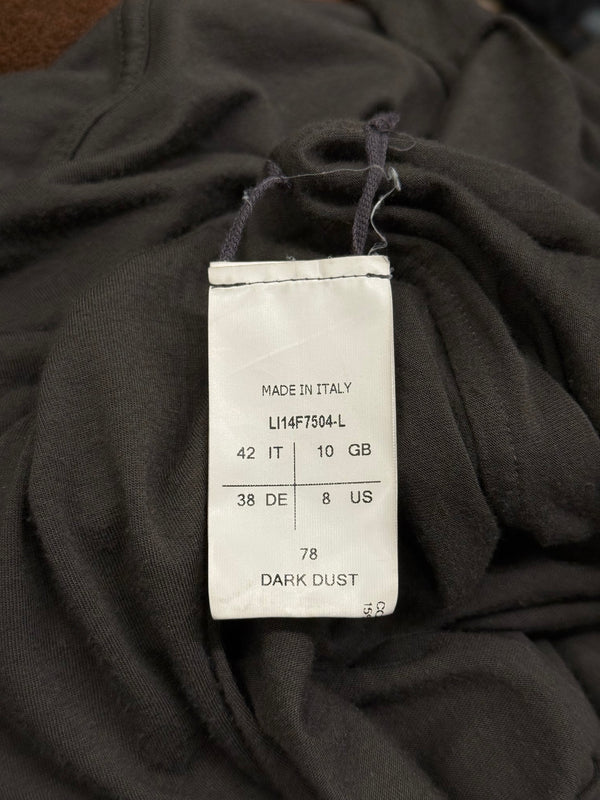 MADE IN ITALY
LI14F7504-L
42 IT 10 GB
38 DE 8 US
78
DARK DUST